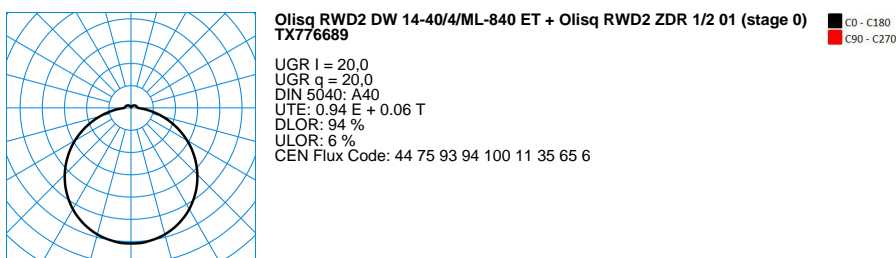 Olisq RWD2 DW 14-40/4/ML-840 ET + Olisq RWD2 ZDR 1/2 01 (stage 0)
TX776689
UGR l = 20,0
UGR q = 20,0
DIN 5040: A40
UTE: 0.94 E + 0.06 T
DLOR: 94 %
ULOR: 6 %
CEN Flux Code: 44 75 93 94 100 11 35 65 6
C0 - C180
C90 - C270